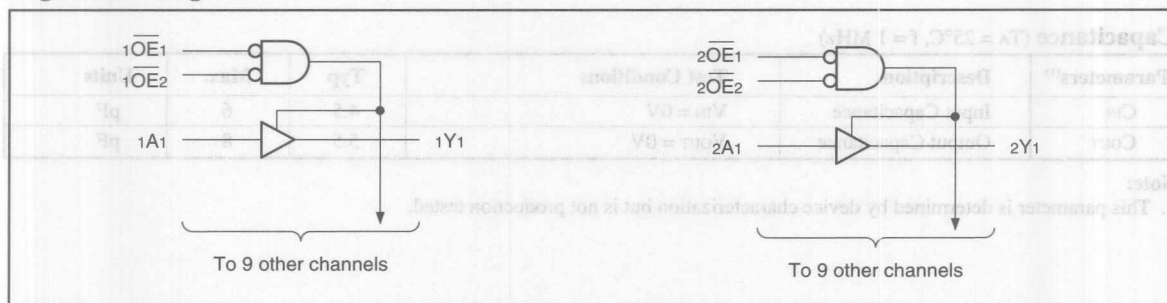 Capacitance (TA = 25°C, f = 1 MHz)
Parameters(1) Description Test Conditions Typ Max. Units
CIN Input Capacitance VIN = 0V 4.5 6 pF
COUT Output Capacitance VOUT = 0V 5.5 8 pF
Note:
1. This parameter is determined by device characterization but is not production tested.
1OE1
1OE2
1A1
1Y1
To 9 other channels
2OE1
2OE2
2A1
2Y1
To 9 other channels